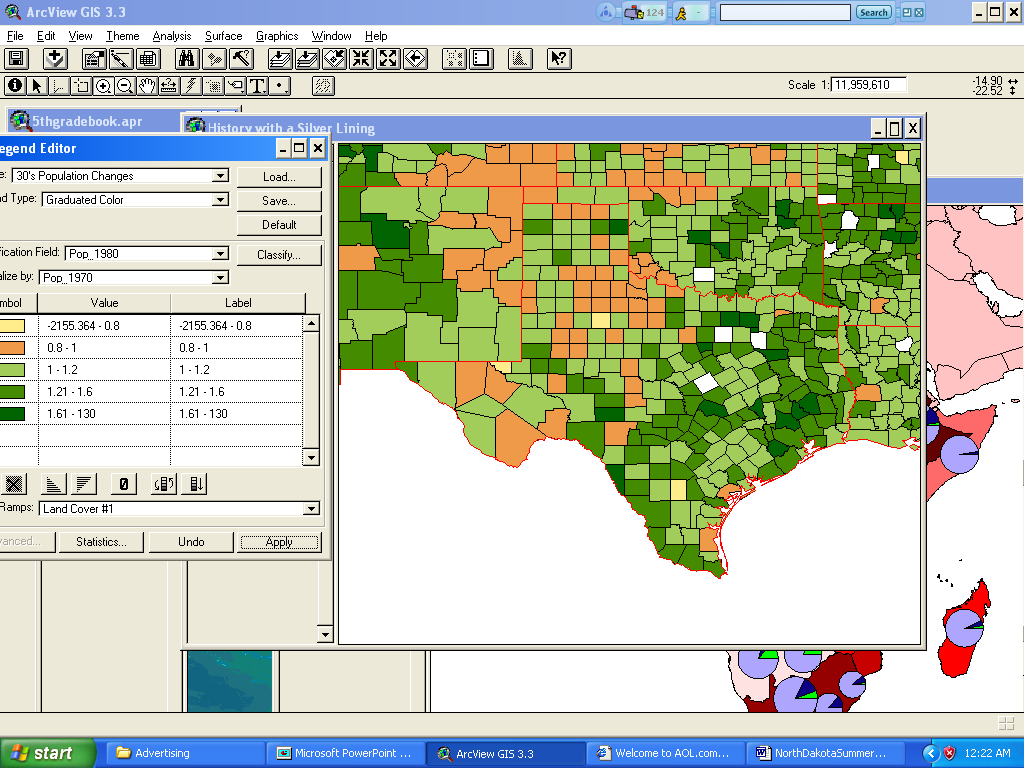 ArcView GIS 3.3
124
Search
File Edit View Theme Analysis Surface Graphics Window Help
Scale 1: 11,959,610
-14.90
-22.52
5thgradebook.apr
History with a Silver Lining
egend Editor
e: 30's Population Changes
Load...
d Type: Graduated Color
Save...
Default
ification Field: Pop_1980
Classify...
alize by: Pop_1970
mbol Value Label
-2155.364 - 0.8 -2155.364 - 0.8
0.8 - 1 0.8 - 1
1 - 1.2 1 - 1.2
1.21 - 1.6 1.21 - 1.6
1.61 - 130 1.61 - 130
Ramps: Land Cover #1
vanced... Statistics... Undo Apply
start
Advertising
Microsoft PowerPoint ...
ArcView GIS 3.3
Welcome to AOL.com...
NorthDakotaSummer...
12:22 AM